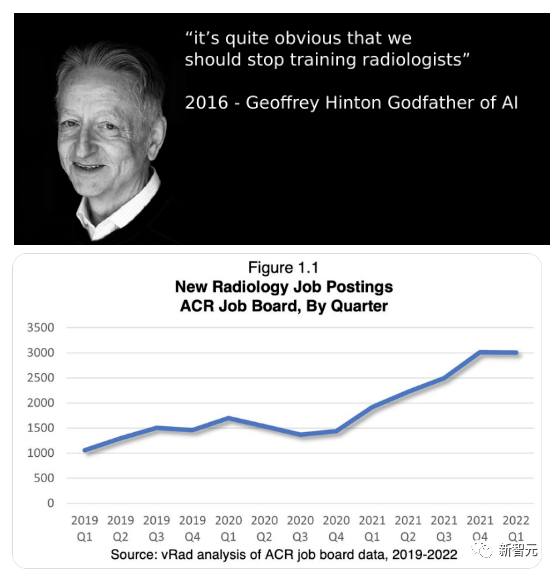 “it’s quite obvious that we
should stop training radiologists”
2016 - Geoffrey Hinton Godfather of AI
Figure 1.1
New Radiology Job Postings
ACR Job Board, By Quarter
3500
3000
2500
2000
1500
1000
500
0
2019 2019 2019 2019 2020 2020 2020 2020 2021 2021 2021 2021 2022
Q1 Q2 Q3 Q4 Q1 Q2 Q3 Q4 Q1 Q2 Q3 Q4 Q1
Source: vRad analysis of ACR job board data, 2019-2022
新智元